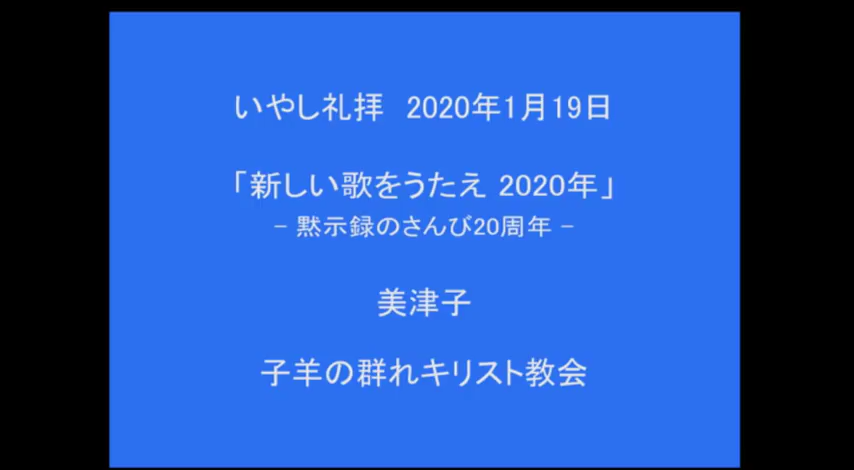 いやし礼拝 2020年1月19日
「新しい歌をうたえ 2020年」
– 黙示録のさんび20周年 –
美津子
子羊の群れキリスト教会